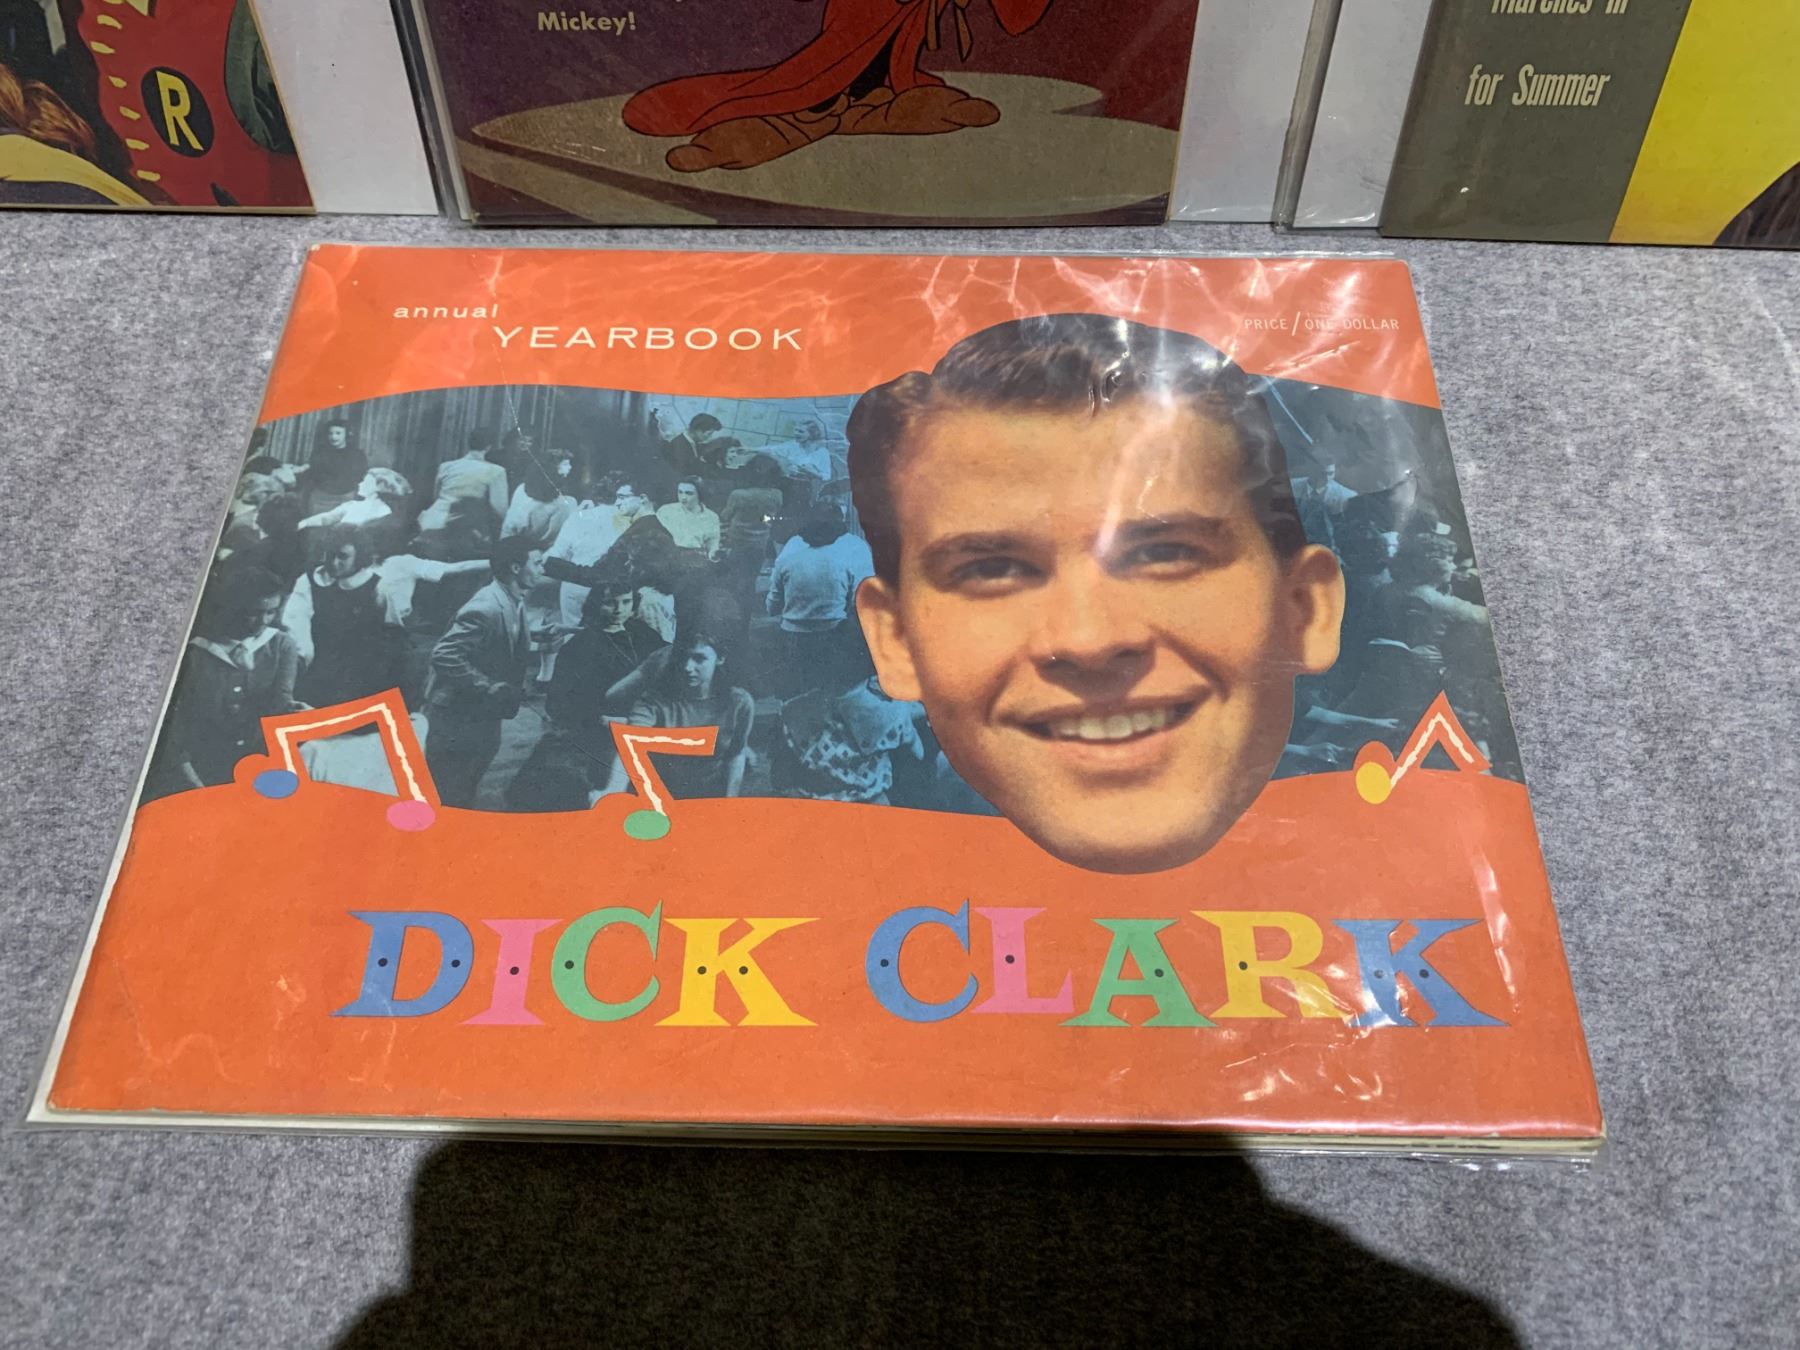 Mickey!
R
for Summer
annual
YEARBOOK
PRICE/ONE DOLLAR
DICK CLARK